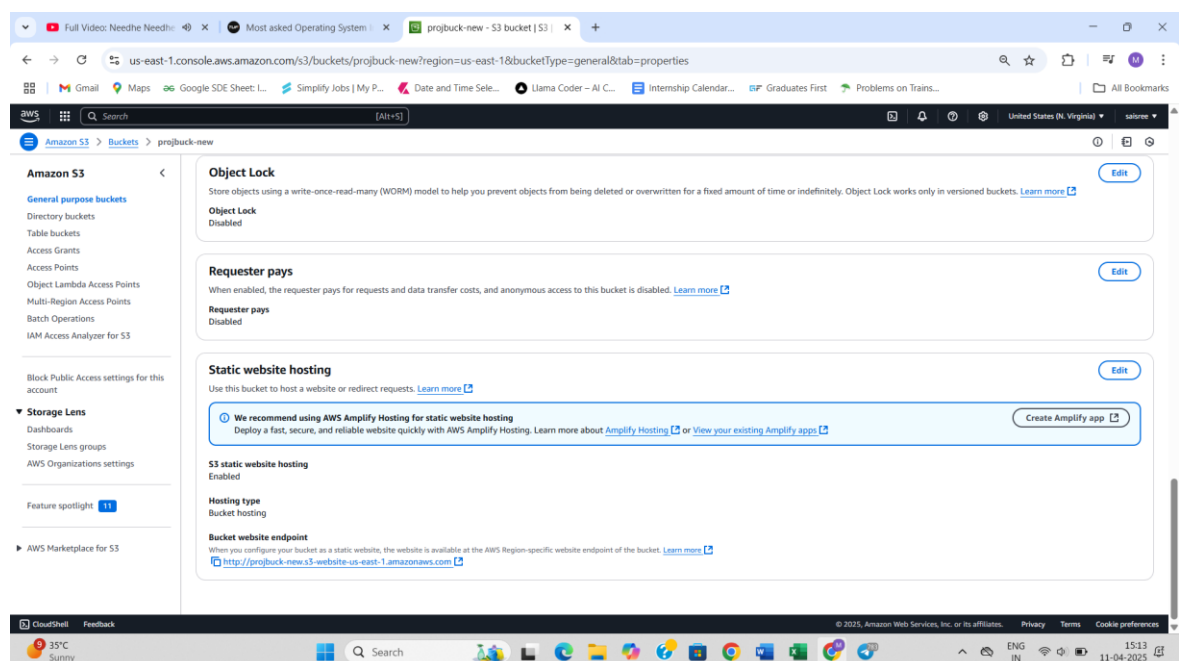 Full Video: Needhe Needhe
Most asked Operating System
projbuck-new - S3 bucket | S3 |
us-east-1.console.aws.amazon.com/s3/buckets/projbuck-new?region=us-east-1&bucketType=general&tab=properties
M
Gmail
Maps
Google SDE Sheet: I...
Simplify Jobs | My P...
Date and Time Sele...
Llama Coder – AI C...
Internship Calendar...
GF Graduates First
Problems on Trains...
All Bookmarks
aws
Search
[Alt+S]
United States (N. Virginia)
saisree
Amazon S3 > Buckets > projbuck-new
Amazon S3
General purpose buckets
Directory buckets
Table buckets
Access Grants
Access Points
Object Lambda Access Points
Multi-Region Access Points
Batch Operations
IAM Access Analyzer for S3
Block Public Access settings for this
account
Storage Lens
Dashboards
Storage Lens groups
AWS Organizations settings
Feature spotlight 11
AWS Marketplace for S3
Object Lock
Edit
Store objects using a write-once-read-many (WORM) model to help you prevent objects from being deleted or overwritten for a fixed amount of time or indefinitely. Object Lock works only in versioned buckets. Learn more
Object Lock
Disabled
Requester pays
Edit
When enabled, the requester pays for requests and data transfer costs, and anonymous access to this bucket is disabled. Learn more
Requester pays
Disabled
Static website hosting
Edit
Use this bucket to host a website or redirect requests. Learn more
We recommend using AWS Amplify Hosting for static website hosting
Deploy a fast, secure, and reliable website quickly with AWS Amplify Hosting. Learn more about Amplify Hosting or View your existing Amplify apps
Create Amplify app
S3 static website hosting
Enabled
Hosting type
Bucket hosting
Bucket website endpoint
When you configure your bucket as a static website, the website is available at the AWS Region-specific website endpoint of the bucket. Learn more
http://projbuck-new.s3-website-us-east-1.amazonaws.com
CloudShell Feedback
© 2025, Amazon Web Services, Inc. or its affiliates. Privacy Terms Cookie preferences
9
35°C
Sunny
Search
ENG
IN
15:13
11-04-2025